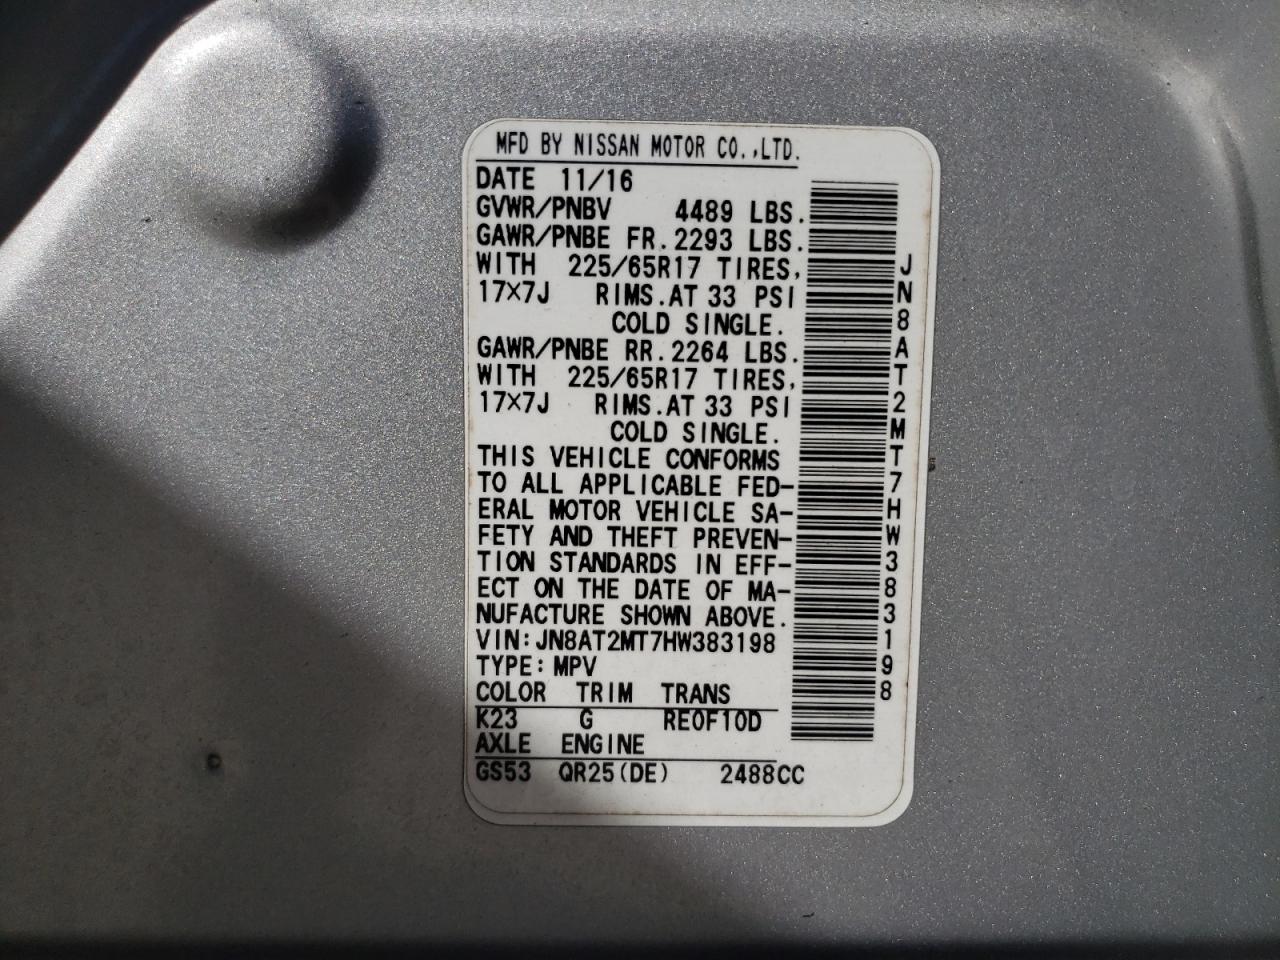 MFD BY NISSAN MOTOR CO.,LTD.
DATE 11/16
GVWR/PNBV 4489 LBS.
GAWR/PNBE FR.2293 LBS.
WITH 225/65R17 TIRES,
17X7J RIMS.AT 33 PSI
COLD SINGLE.
GAWR/PNBE RR.2264 LBS.
WITH 225/65R17 TIRES,
17X7J RIMS.AT 33 PSI
COLD SINGLE.
THIS VEHICLE CONFORMS
TO ALL APPLICABLE FED-
ERAL MOTOR VEHICLE SA-
FETY AND THEFT PREVEN-
TION STANDARDS IN EFF-
ECT ON THE DATE OF MA-
NUFACTURE SHOWN ABOVE.
VIN:JN8AT2MT7HW383198
TYPE:MPV
COLOR TRIM TRANS
K23 G RE0F10D
AXLE ENGINE
GS53 QR25(DE) 2488CC
JN8AT2MT7HW383198